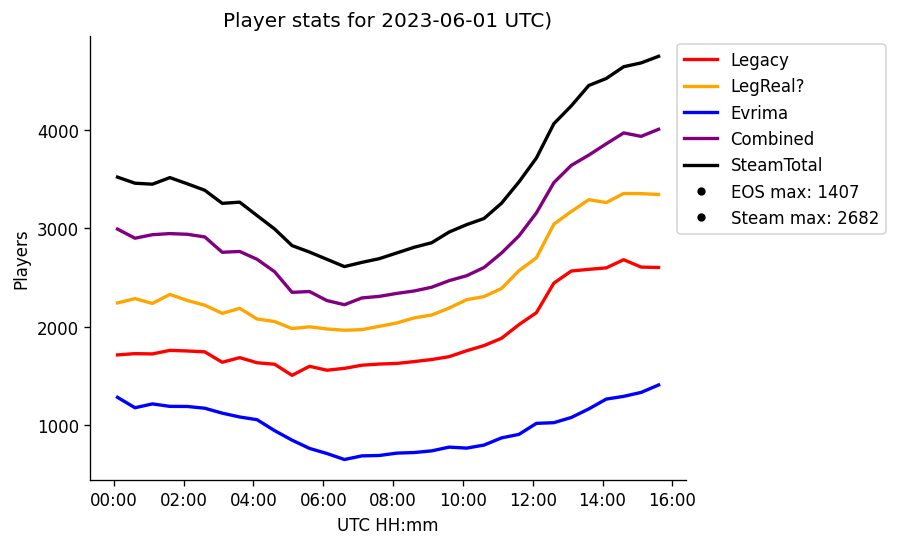 Player stats for 2023-06-01 UTC)
Legacy
LegReal?
Evrima
Combined
SteamTotal
EOS max: 1407
Steam max: 2682
Players
4000
3000
2000
1000
00:00 02:00 04:00 06:00 08:00 10:00 12:00 14:00 16:00
UTC HH:mm